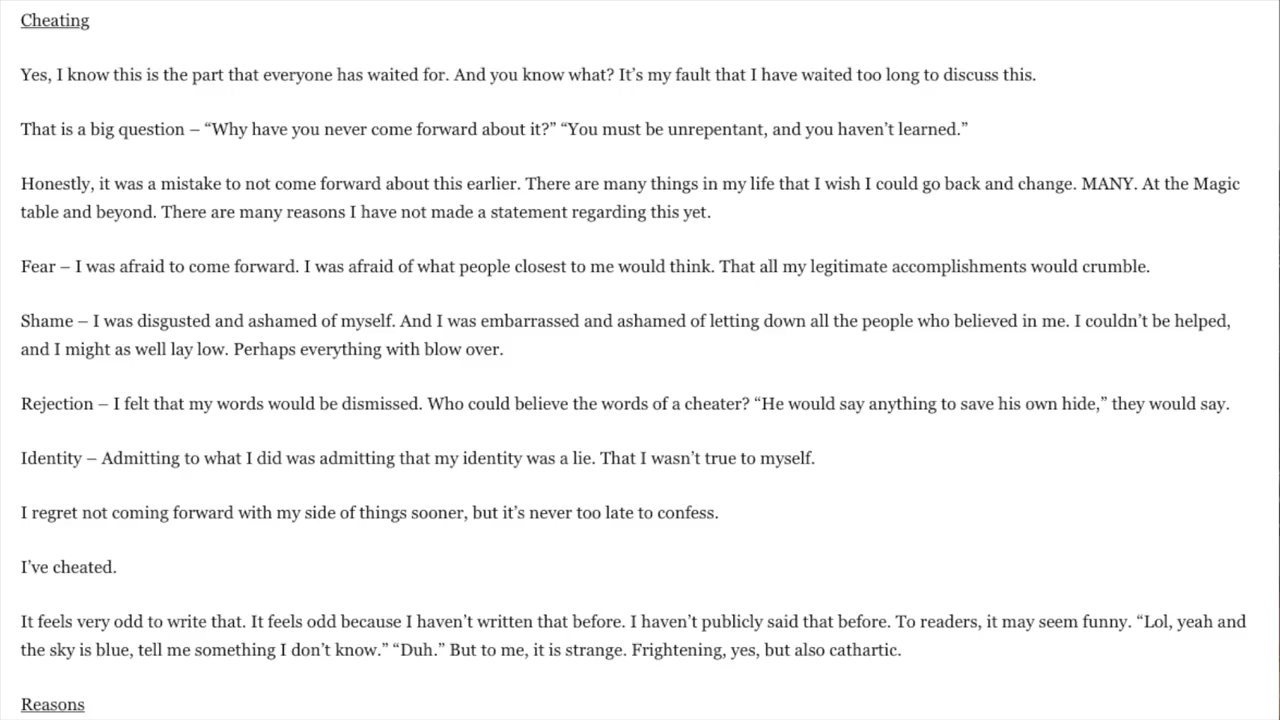 Cheating
Yes, I know this is the part that everyone has waited for. And you know what? It’s my fault that I have waited too long to discuss this.
That is a big question – “Why have you never come forward about it?” “You must be unrepentant, and you haven’t learned.”
Honestly, it was a mistake to not come forward about this earlier. There are many things in my life that I wish I could go back and change. MANY. At the Magic
table and beyond. There are many reasons I have not made a statement regarding this yet.
Fear – I was afraid to come forward. I was afraid of what people closest to me would think. That all my legitimate accomplishments would crumble.
Shame – I was disgusted and ashamed of myself. And I was embarrassed and ashamed of letting down all the people who believed in me. I couldn’t be helped,
and I might as well lay low. Perhaps everything with blow over.
Rejection – I felt that my words would be dismissed. Who could believe the words of a cheater? “He would say anything to save his own hide,” they would say.
Identity – Admitting to what I did was admitting that my identity was a lie. That I wasn’t true to myself.
I regret not coming forward with my side of things sooner, but it’s never too late to confess.
I’ve cheated.
It feels very odd to write that. It feels odd because I haven’t written that before. I haven’t publicly said that before. To readers, it may seem funny. “Lol, yeah and
the sky is blue, tell me something I don’t know.” “Duh.” But to me, it is strange. Frightening, yes, but also cathartic.
Reasons